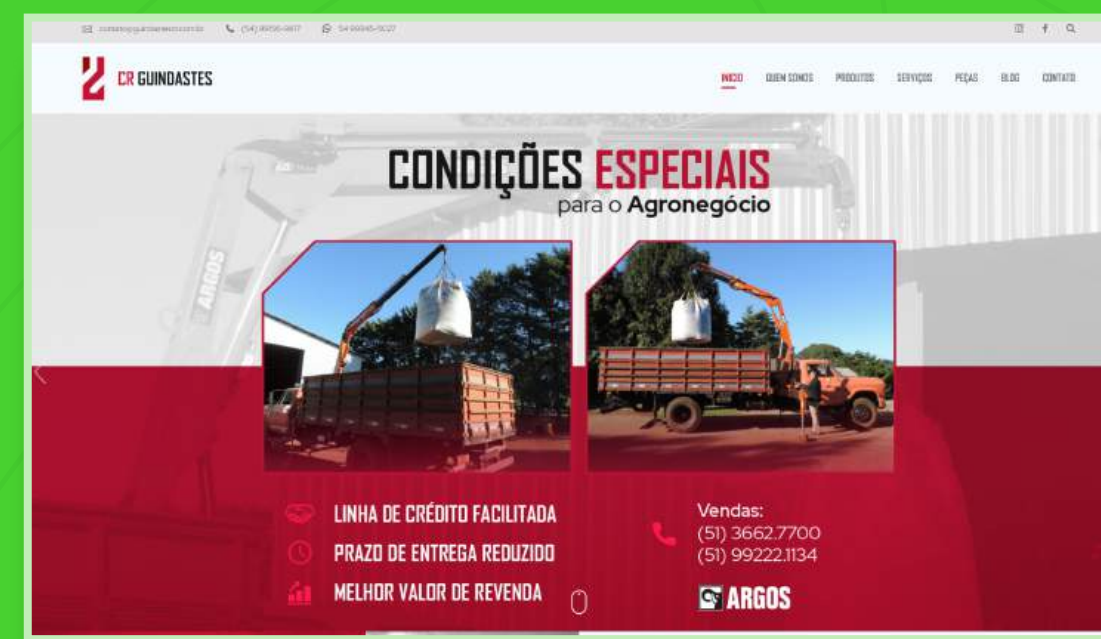 CR GUINDASTES
INICIO QUEM SOMOS PRODUTOS SERVIÇOS PEÇAS BLOG CONTATO
CONDIÇÕES ESPECIAIS
para o Agronegócio
ARGOS
LINHA DE CRÉDITO FACILITADA
PRAZO DE ENTREGA REDUZIDO
MELHOR VALOR DE REVENDA
Vendas:
(51) 3662.7700
(51) 99222.1134
ARGOS